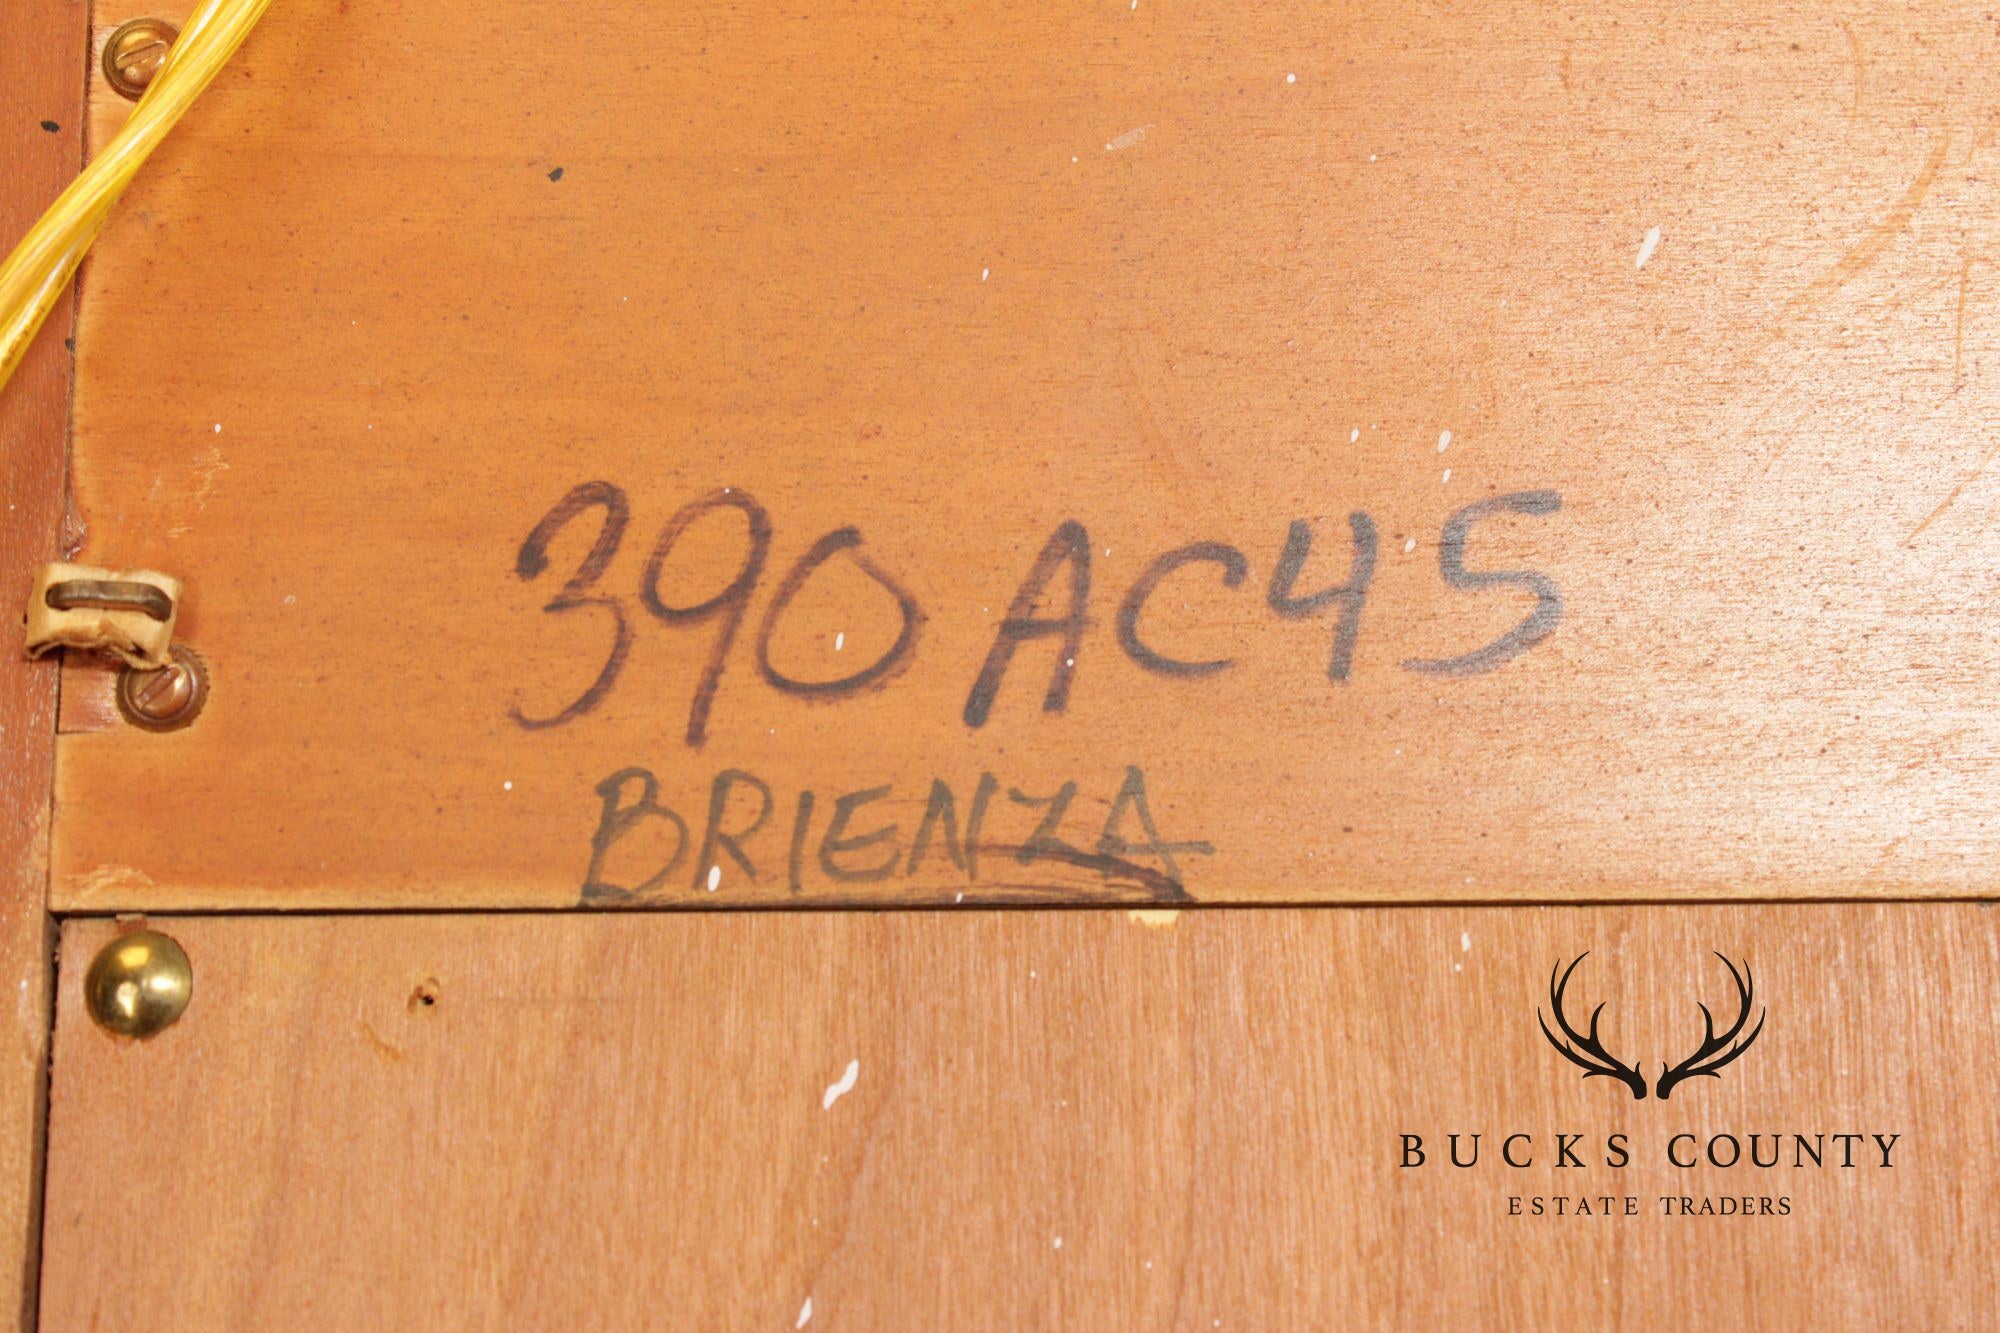 390 AC45
BRIENZA
BUCKS COUNTY
ESTATE TRADERS